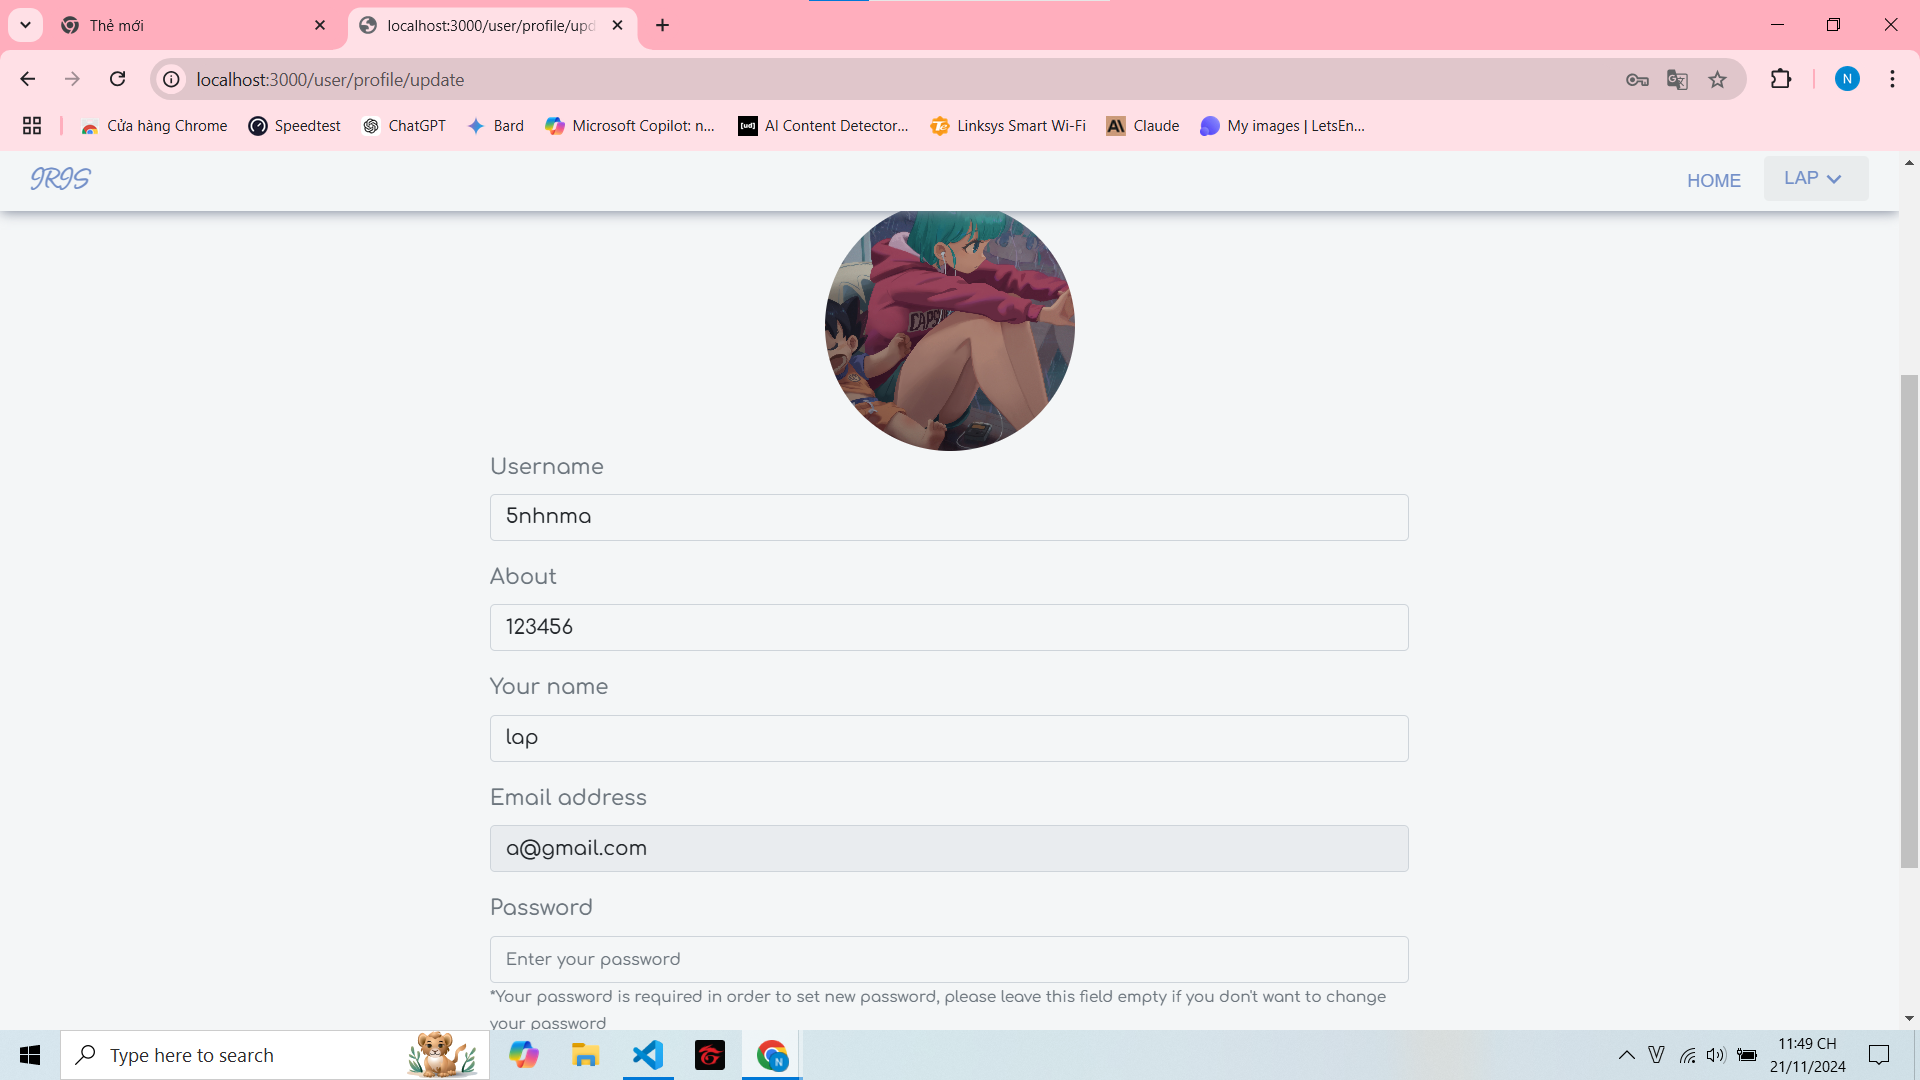 Thẻ mới
localhost:3000/user/profile/upd
localhost:3000/user/profile/update
N
Cửa hàng Chrome
Speedtest
ChatGPT
Bard
Microsoft Copilot: n...
[ud]
AI Content Detector...
Linksys Smart Wi-Fi
Claude
My images | LetsEn...
IRIS
HOME
LAP
CAPS
Username
5nhnma
About
123456
Your name
lap
Email address
a@gmail.com
Password
Enter your password
*Your password is required in order to set new password, please leave this field empty if you don't want to change
your password
Type here to search
N
V
11:49 CH
21/11/2024